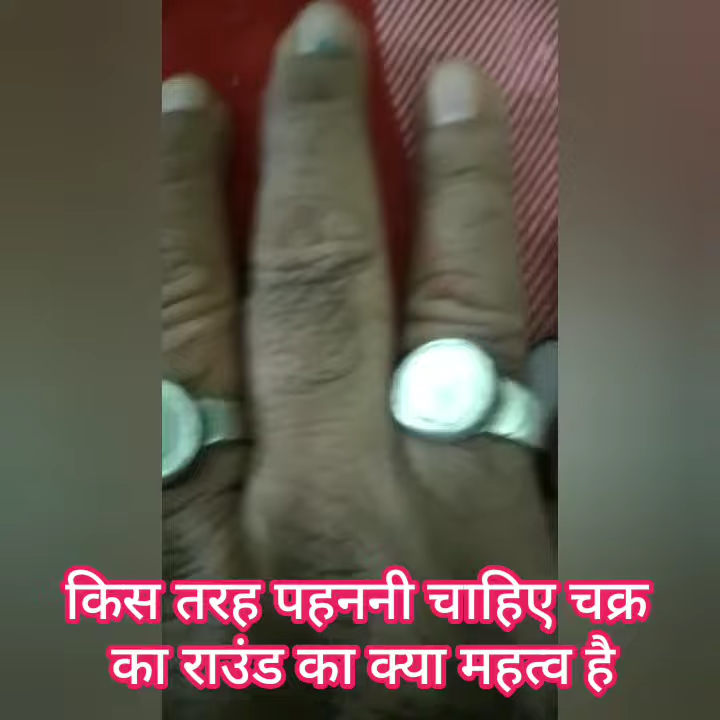 किस तरह पहननी चाहिए चक्र
का राउंड का क्या महत्व है